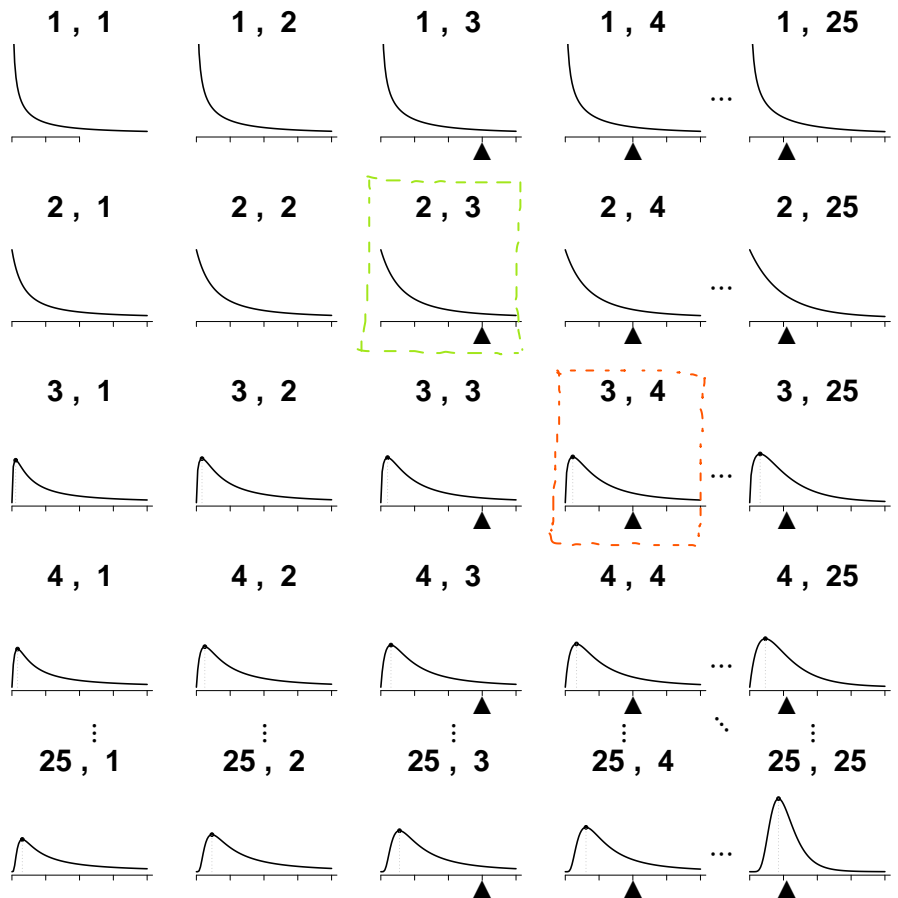 1 , 1 1 , 2 1 , 3 1 , 4 1 , 25
...
2 , 1 2 , 2 2 , 3 2 , 4 2 , 25
...
3 , 1 3 , 2 3 , 3 3 , 4 3 , 25
...
4 , 1 4 , 2 4 , 3 4 , 4 4 , 25
...
25 , 1 25 , 2 25 , 3 25 , 4 25 , 25
...